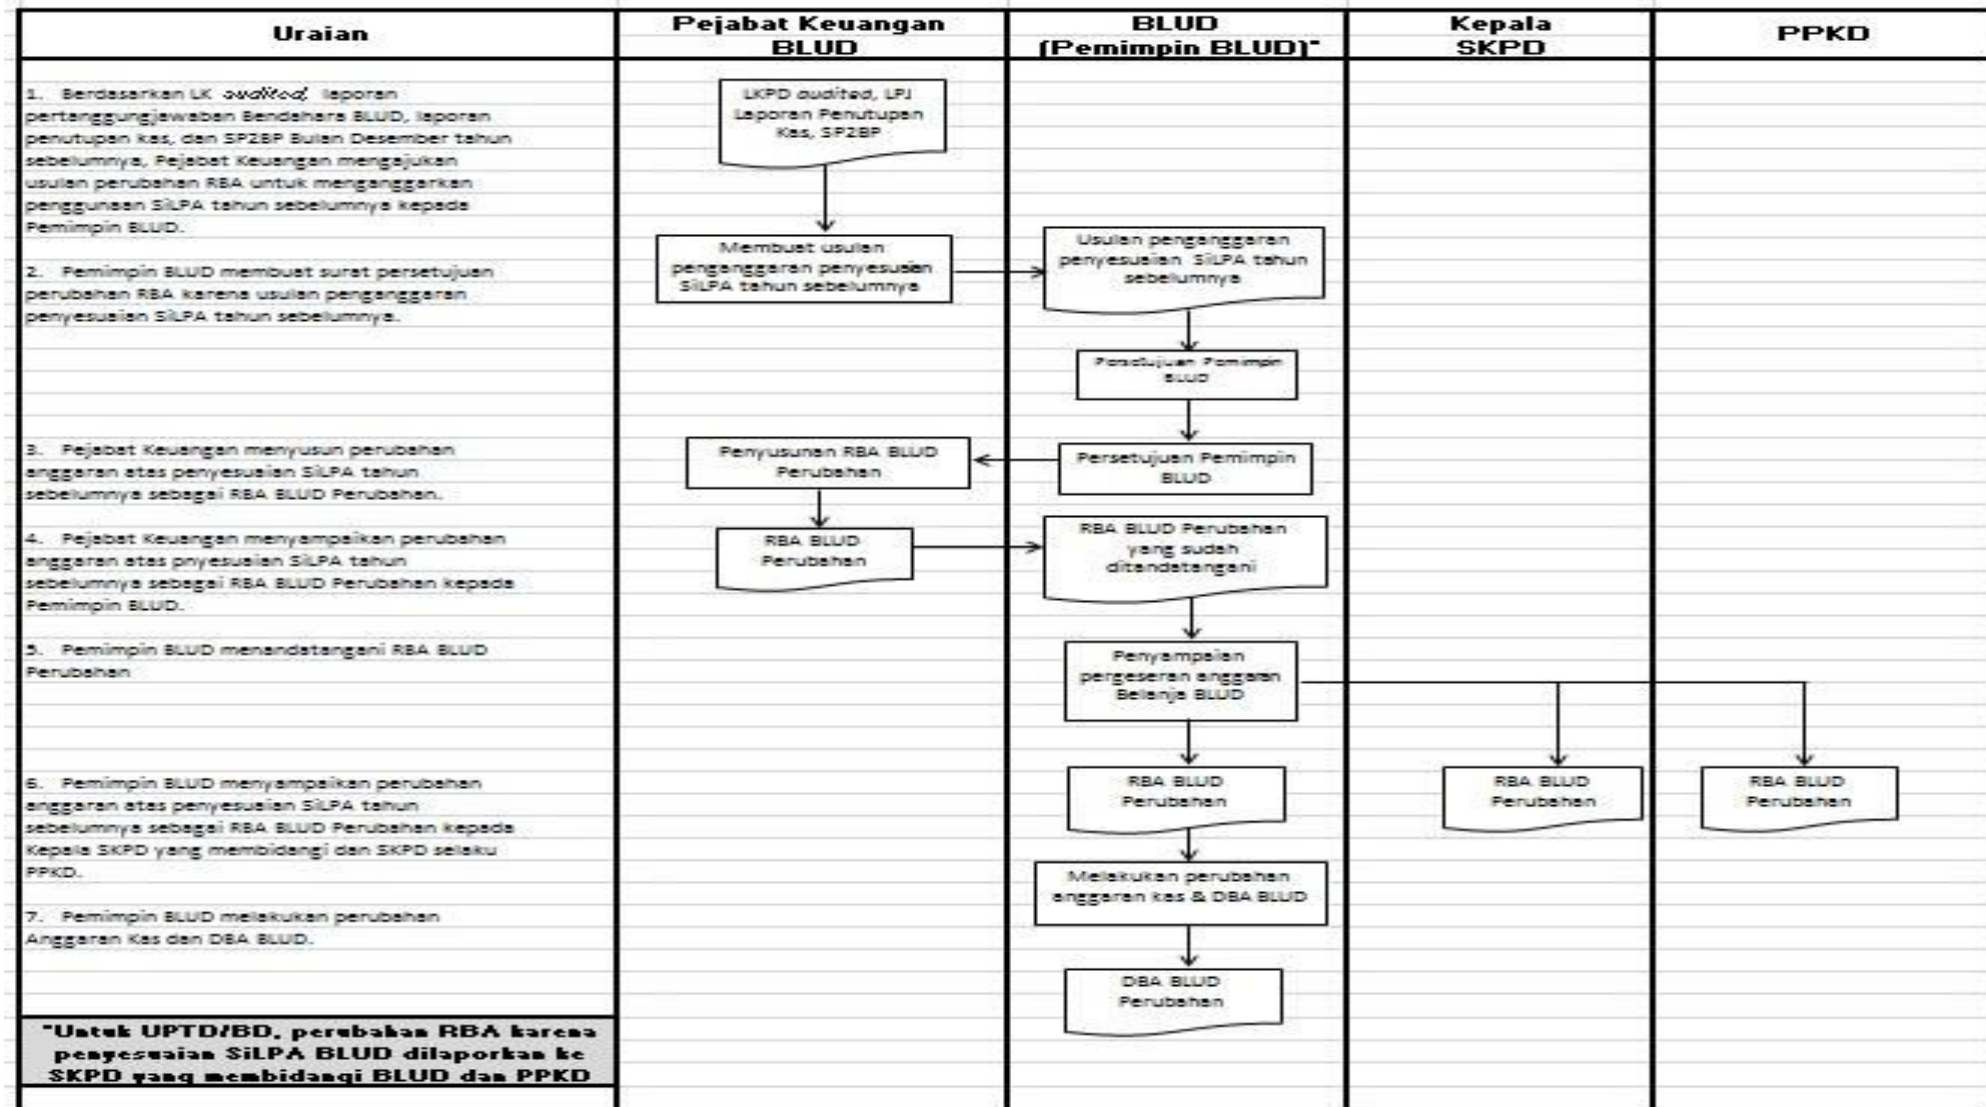 Uraian
Pejabat Keuangan
BLUD
BLUD
(Pemimpin BLUD)*
Kepala
SKPD
PPKD
1. Berdasarkan LK audited, laporan
pertanggungjawaban Bendahara BLUD, laporan
penutupan kas, dan SP2BP Bulan Desember tahun
sebelumnya, Pejabat Keuangan mengajukan
usulan perubahan RBA untuk menganggarkan
penggunaan SiLPA tahun sebelumnya kepada
Pemimpin BLUD.
2. Pemimpin BLUD membuat surat persetujuan
perubahan RBA karena usulan penganggaran
penyesuaian SiLPA tahun sebelumnya.
3. Pejabat Keuangan menyusun perubahan
anggaran atas penyesuaian SiLPA tahun
sebelumnya sebagai RBA BLUD Perubahan.
4. Pejabat Keuangan menyampaikan perubahan
anggaran atas pnyesuaian SiLPA tahun
sebelumnya sebagai RBA BLUD Perubahan kepada
Pemimpin BLUD.
5. Pemimpin BLUD menandatangani RBA BLUD
Perubahan
6. Pemimpin BLUD menyampaikan perubahan
anggaran atas penyesuaian SiLPA tahun
sebelumnya sebagai RBA BLUD Perubahan kepada
Kepala SKPD yang membidangi dan SKPD selaku
PPKD.
7. Pemimpin BLUD melakukan perubahan
Anggaran Kas dan DBA BLUD.
*Untuk UPTD/BD, perubahan RBA karena
penyesuaian SiLPA BLUD dilaporkan ke
SKPD yang membidangi BLUD dan PPKD
LKPD audited, LPJ
Laporan Penutupan
Kas, SP2BP
Membuat usulan
penganggaran penyesuaian
SiLPA tahun sebelumnya
Usulan penganggaran
penyesuaian SiLPA tahun
sebelumnya
Persetujuan Pemimpin
BLUD
Penyusunan RBA BLUD
Perubahan
Persetujuan Pemimpin
BLUD
RBA BLUD
Perubahan
RBA BLUD Perubahan
yang sudah
ditandatangani
Penyampaian
pergeseran anggaran
Belanja BLUD
RBA BLUD
Perubahan
RBA BLUD
Perubahan
RBA BLUD
Perubahan
Melakukan perubahan
anggaran kas & DBA BLUD
DBA BLUD
Perubahan